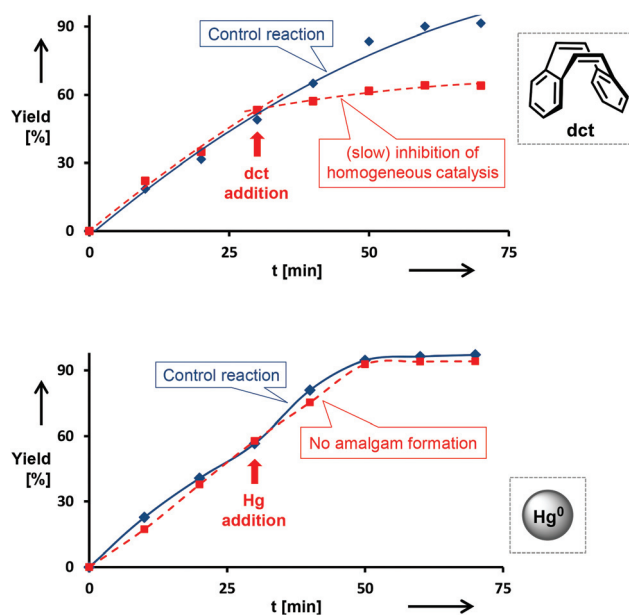 90
60
30
0
Yield
[%]
Control reaction
dct
addition
(slow) inhibition of
homogeneous catalysis
0
25
50
75
t [min]
dct
90
60
30
0
Yield
[%]
Control reaction
No amalgam formation
Hg
addition
0
25
50
75
t [min]
Hg⁰